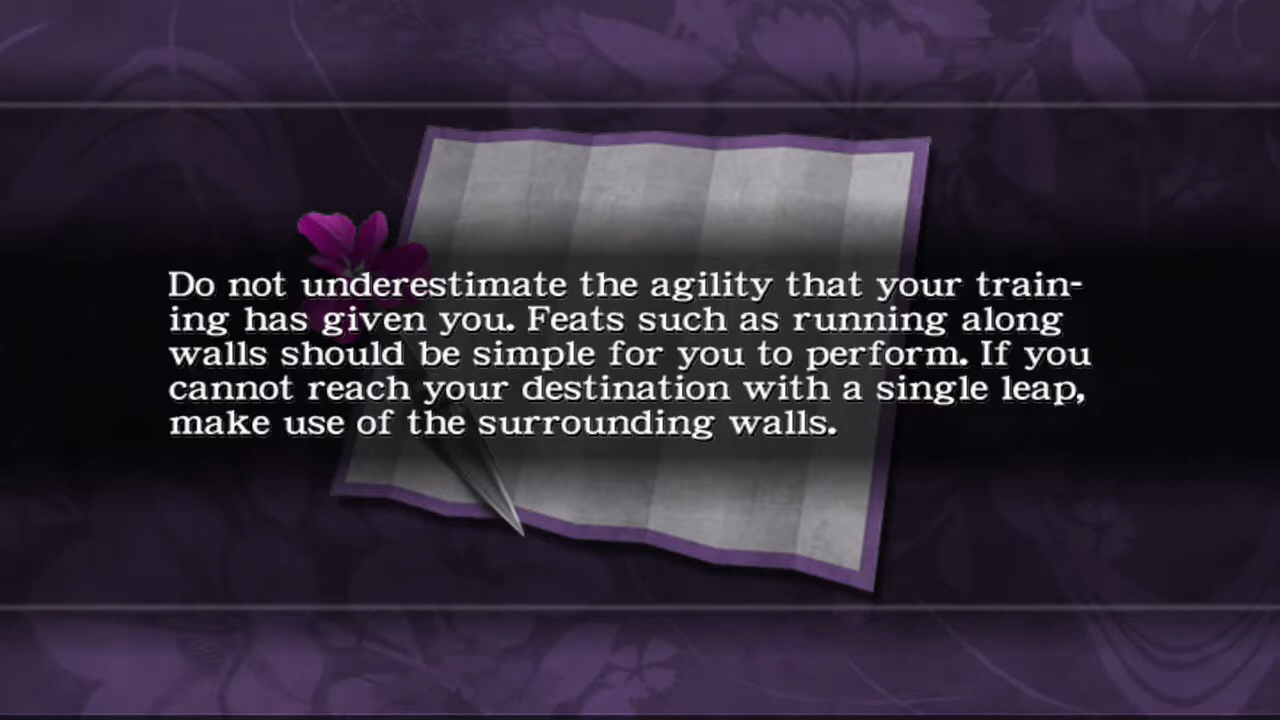 Do not underestimate the agility that your train-
ing has given you. Feats such as running along
walls should be simple for you to perform. If you
cannot reach your destination with a single leap,
make use of the surrounding walls.